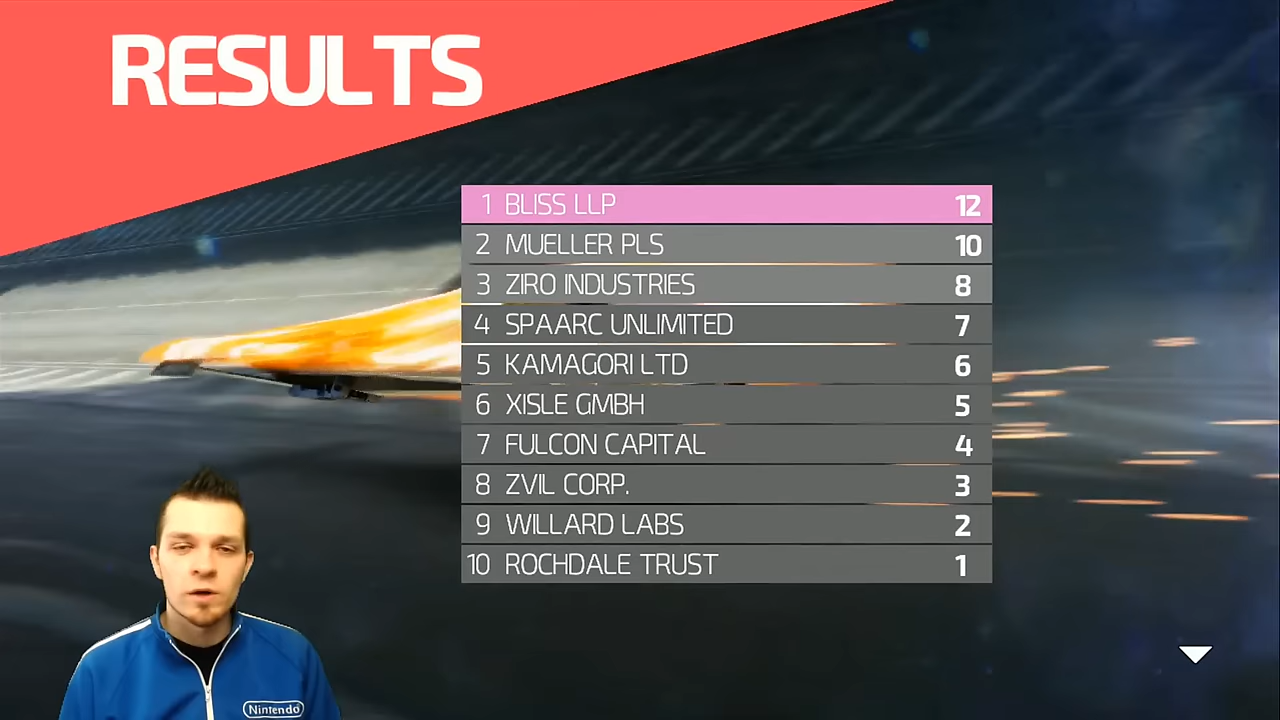 RESULTS
1 BLISS LLP 12
2 MUELLER PLS 10
3 ZIRO INDUSTRIES 8
4 SPAARC UNLIMITED 7
5 KAMAGORI LTD 6
6 XISLE GMBH 5
7 FULCON CAPITAL 4
8 ZVIL CORP. 3
9 WILLARD LABS 2
10 ROCHDALE TRUST 1
Nintendo